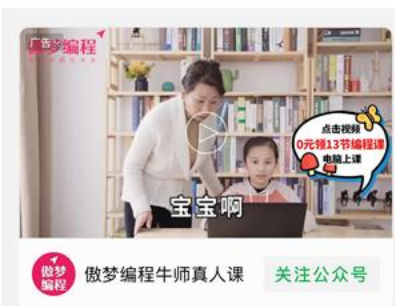 广告
傲梦编程
点击视频
0元领13节编程课
电脑上课
宝宝啊
傲梦
编程
傲梦编程牛师真人课
关注公众号